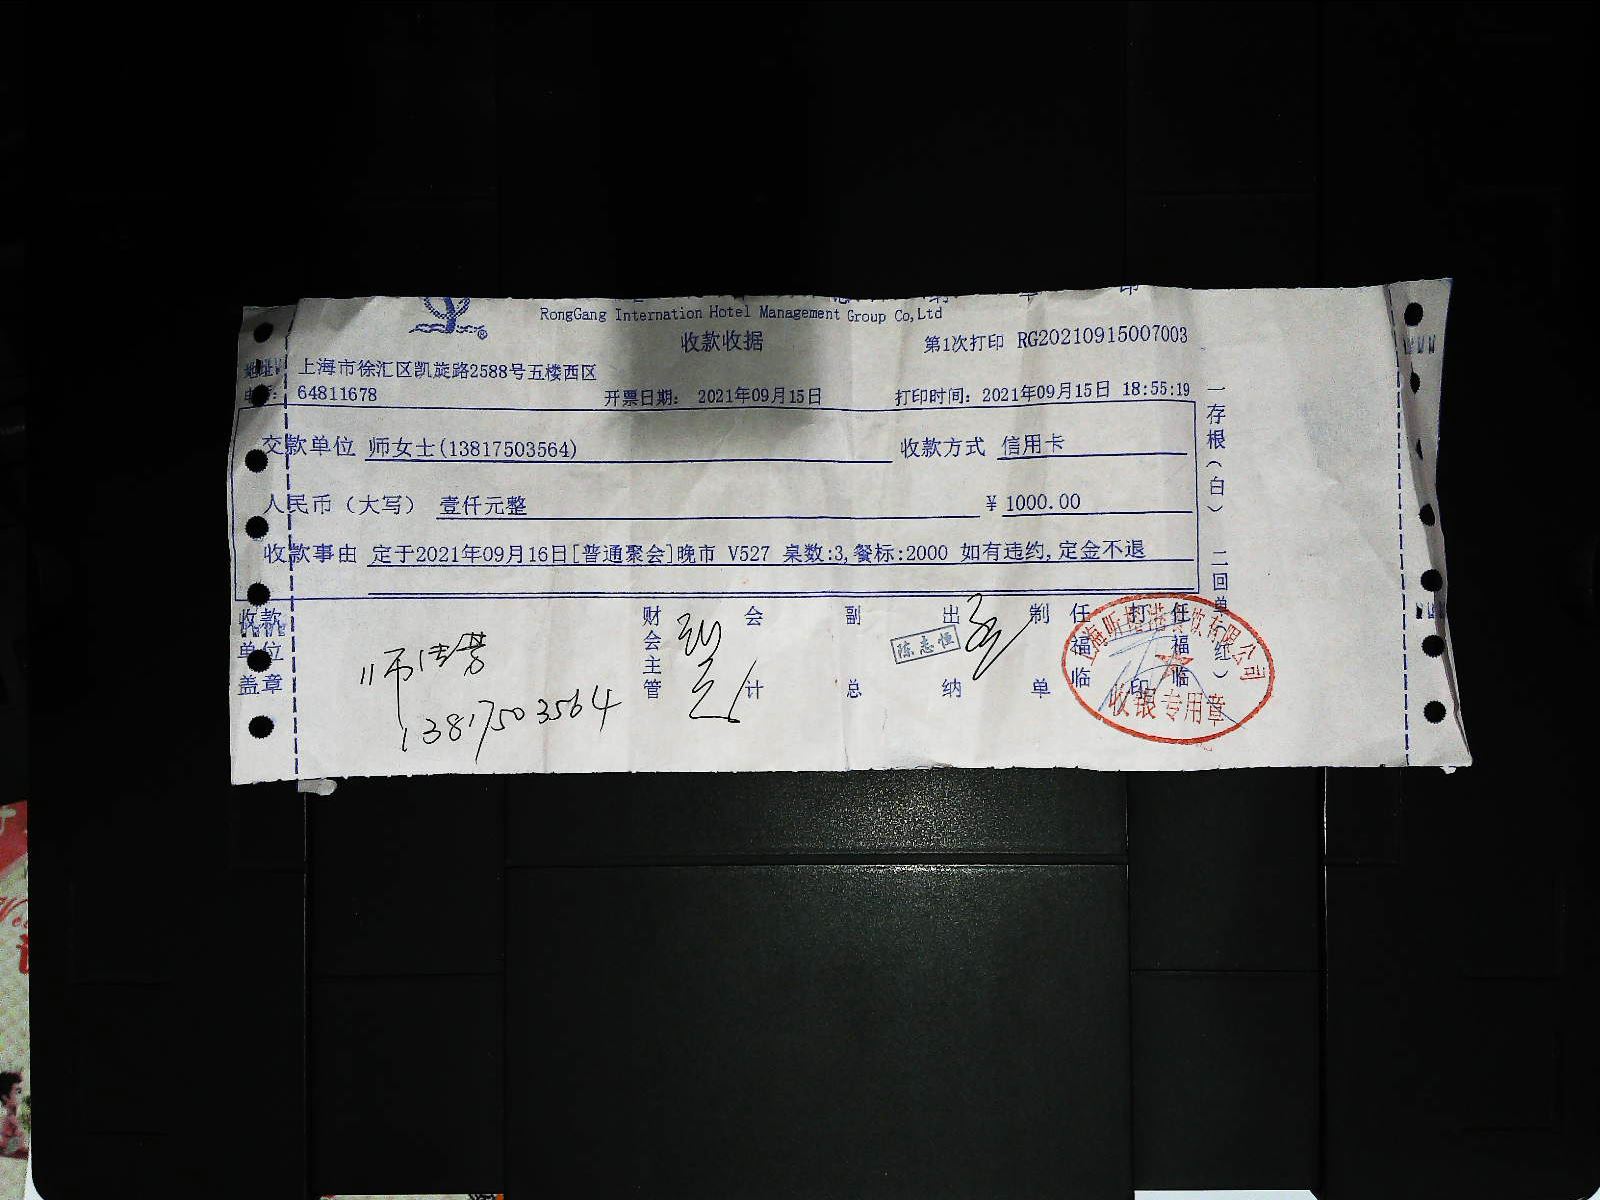 RongGang Internation Hotel Management Group Co,Ltd
收款收据
第1次打印 RG20210915007003
上海市徐汇区凯旋路2588号五楼西区
64811678 开票日期: 2021年09月15日 打印时间: 2021年09月15日 18:55:19
交款单位 师女士(13817503564) 收款方式 信用卡
人民币（大写） 壹仟元整 ￥1000.00
收款事由 定于2021年09月16日[普通聚会]晚市 V527 桌数:3,餐标:2000 如有违约,定金不退
一存根（白） 二回单（红）
收款单位盖章
财会主管
会计
副总
出纳
制单
任福临
打印
任福临
陈志恒
13817503564
收银专用章